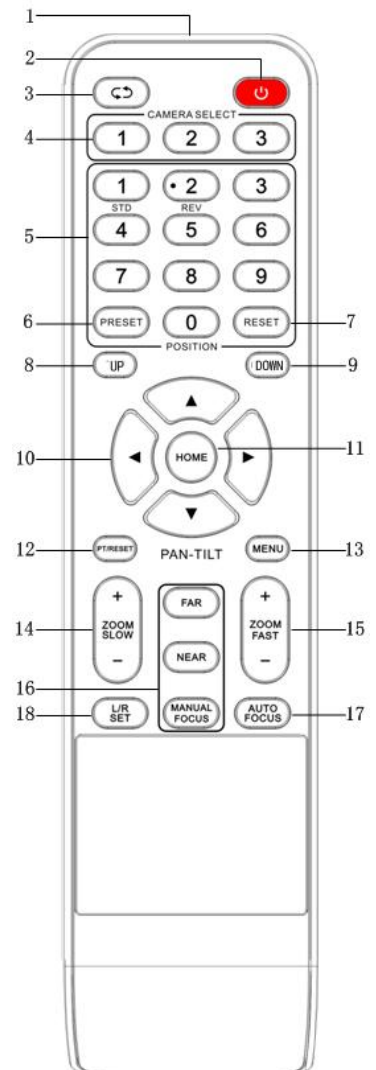 1
2
3
CAMERA SELECT
4 1 2 3
1 • 2 3
STD REV
5 4 5 6
7 8 9
6 PRESET 0 RESET 7
POSITION
8 UP DOWN 9
10 HOME 11
12 PT/RESET PAN-TILT MENU 13
+ FAR +
14 ZOOM SLOW ZOOM FAST 15
− NEAR −
16
18 L/R SET MANUAL FOCUS AUTO FOCUS 17